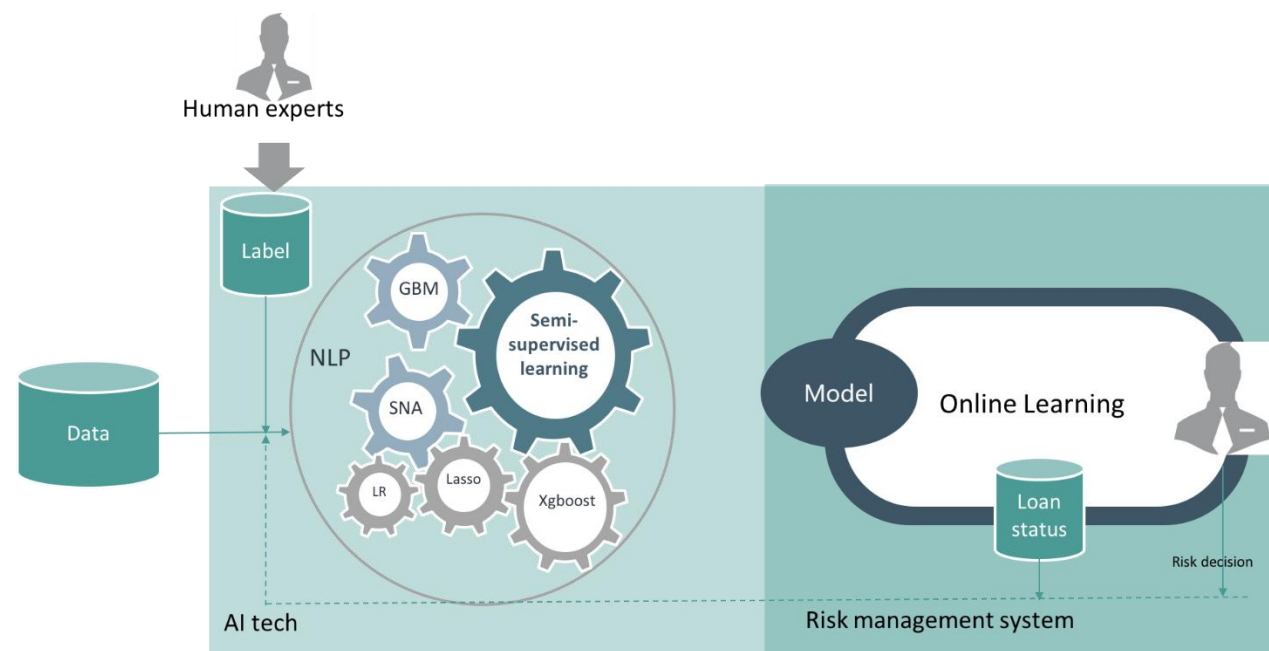 Human experts
Label
GBM
Semi-
supervised
learning
NLP
Model
Online Learning
SNA
Data
LR
Lasso
Xgboost
Loan
status
Risk decision
AI tech
Risk management system